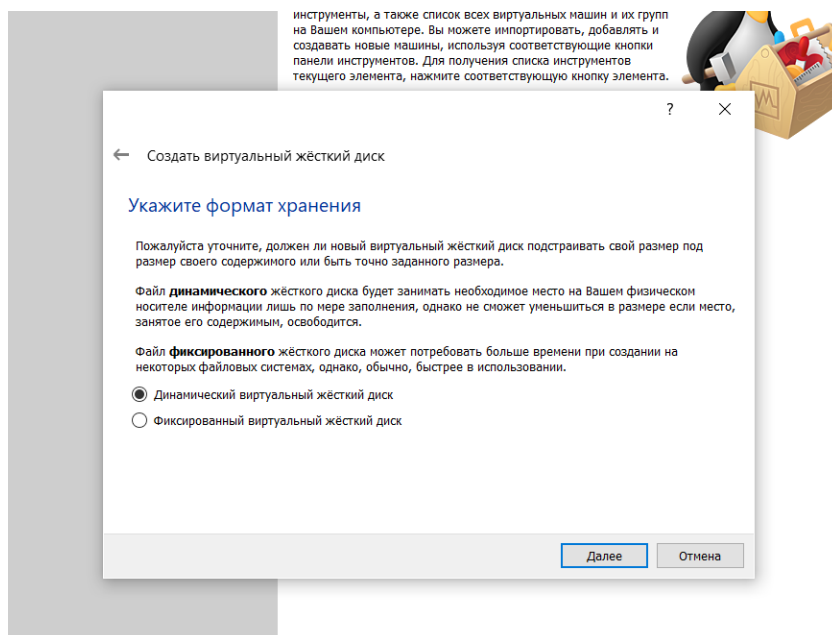 инструменты, а также список всех виртуальных машин и их групп
на Вашем компьютере. Вы можете импортировать, добавлять и
создавать новые машины, используя соответствующие кнопки
панели инструментов. Для получения списка инструментов
текущего элемента, нажмите соответствующую кнопку элемента.
?
Создать виртуальный жёсткий диск
Укажите формат хранения
Пожалуйста уточните, должен ли новый виртуальный жёсткий диск подстраивать свой размер под
размер своего содержимого или быть точно заданного размера.
Файл динамического жёсткого диска будет занимать необходимое место на Вашем физическом
носителе информации лишь по мере заполнения, однако не сможет уменьшиться в размере если место,
занятое его содержимым, освободится.
Файл фиксированного жёсткого диска может потребовать больше времени при создании на
некоторых файловых системах, однако, обычно, быстрее в использовании.
Динамический виртуальный жёсткий диск
Фиксированный виртуальный жёсткий диск
Далее
Отмена